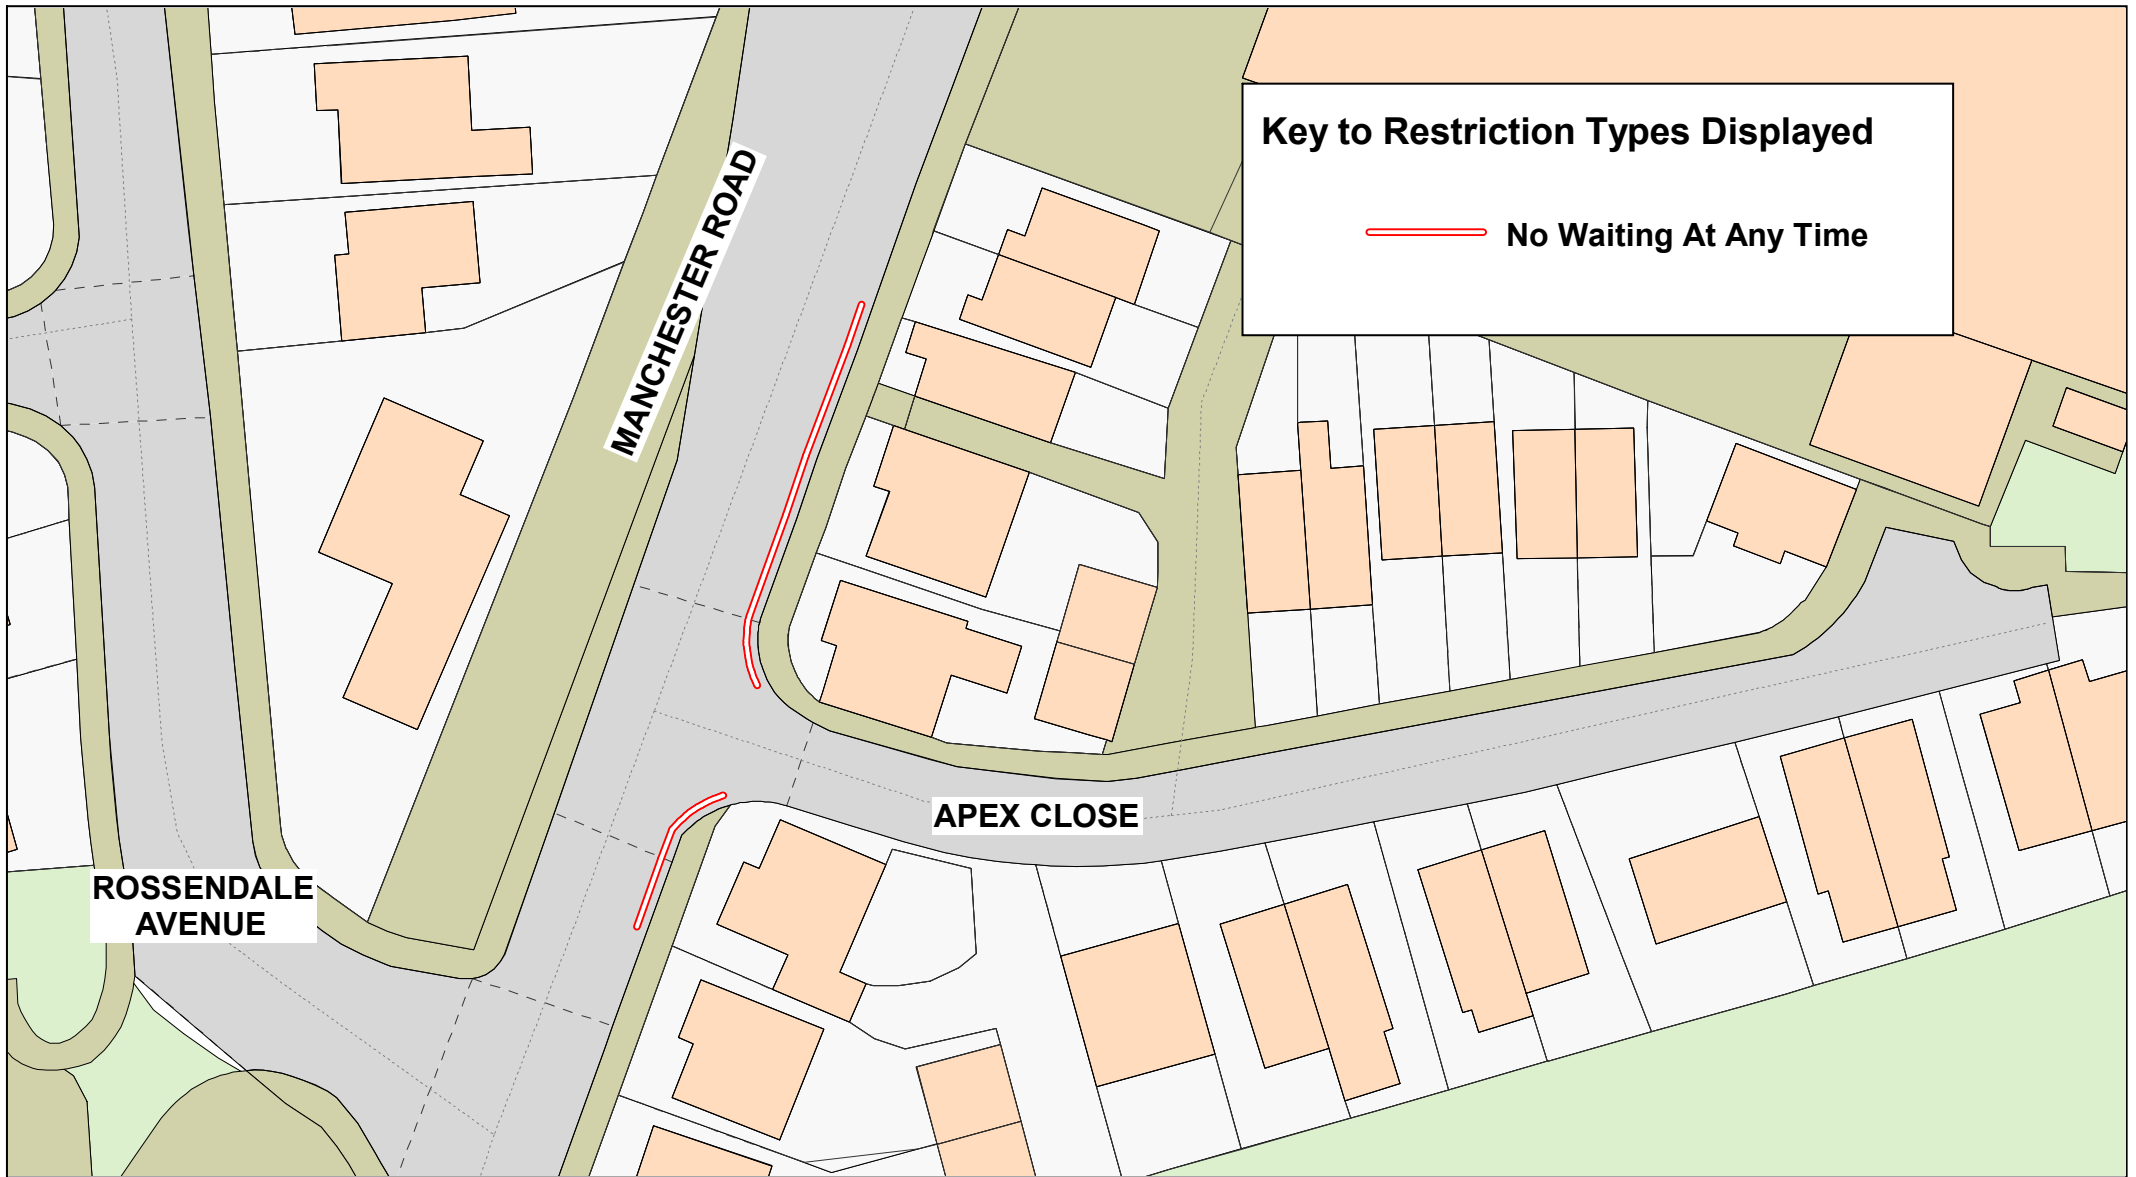 Key to Restriction Types Displayed
No Waiting At Any Time
MANCHESTER ROAD
APEX CLOSE
ROSSENDALE
AVENUE